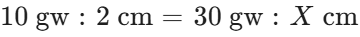 10 gw : 2 cm = 30 gw : X cm